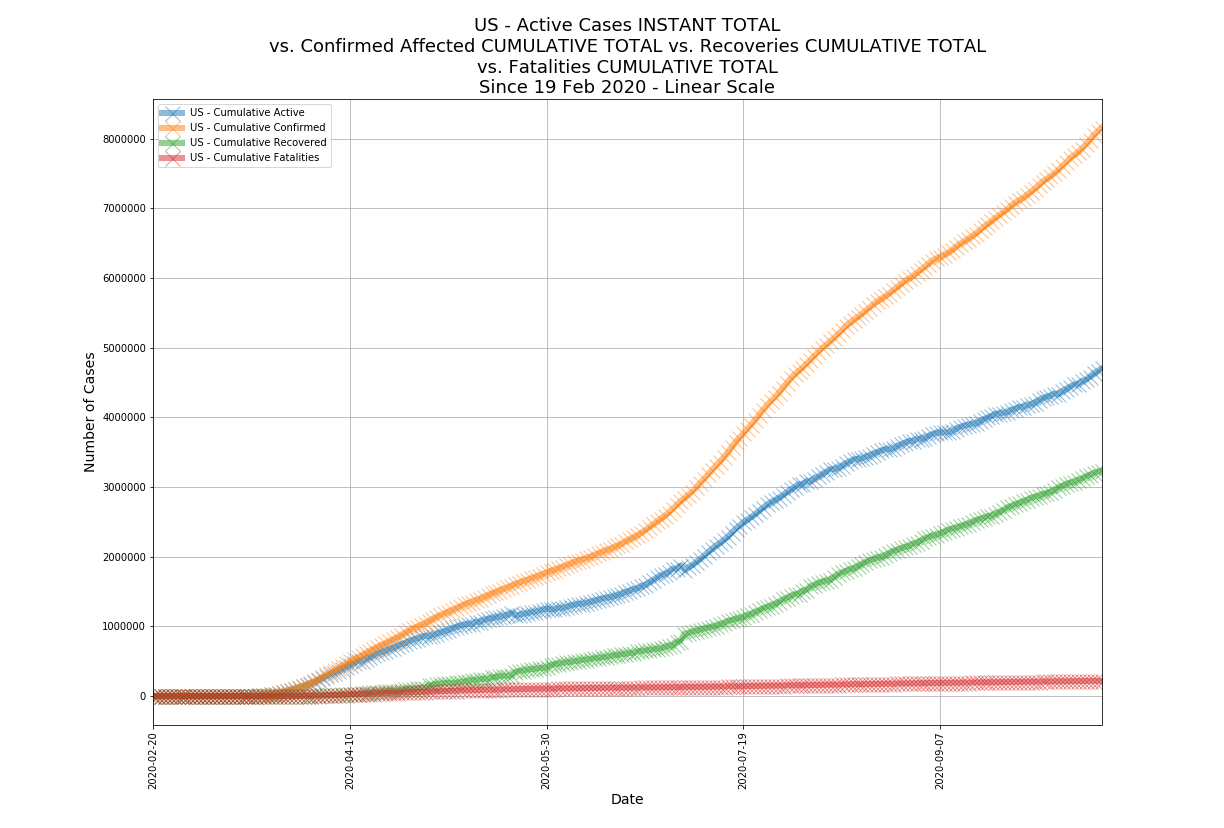 US - Active Cases INSTANT TOTAL
vs. Confirmed Affected CUMULATIVE TOTAL vs. Recoveries CUMULATIVE TOTAL
vs. Fatalities CUMULATIVE TOTAL
Since 19 Feb 2020 - Linear Scale
US - Cumulative Active
US - Cumulative Confirmed
US - Cumulative Recovered
US - Cumulative Fatalities
8000000
7000000
6000000
5000000
4000000
3000000
2000000
1000000
0
Number of Cases
2020-02-20
2020-04-10
2020-05-30
2020-07-19
2020-09-07
Date